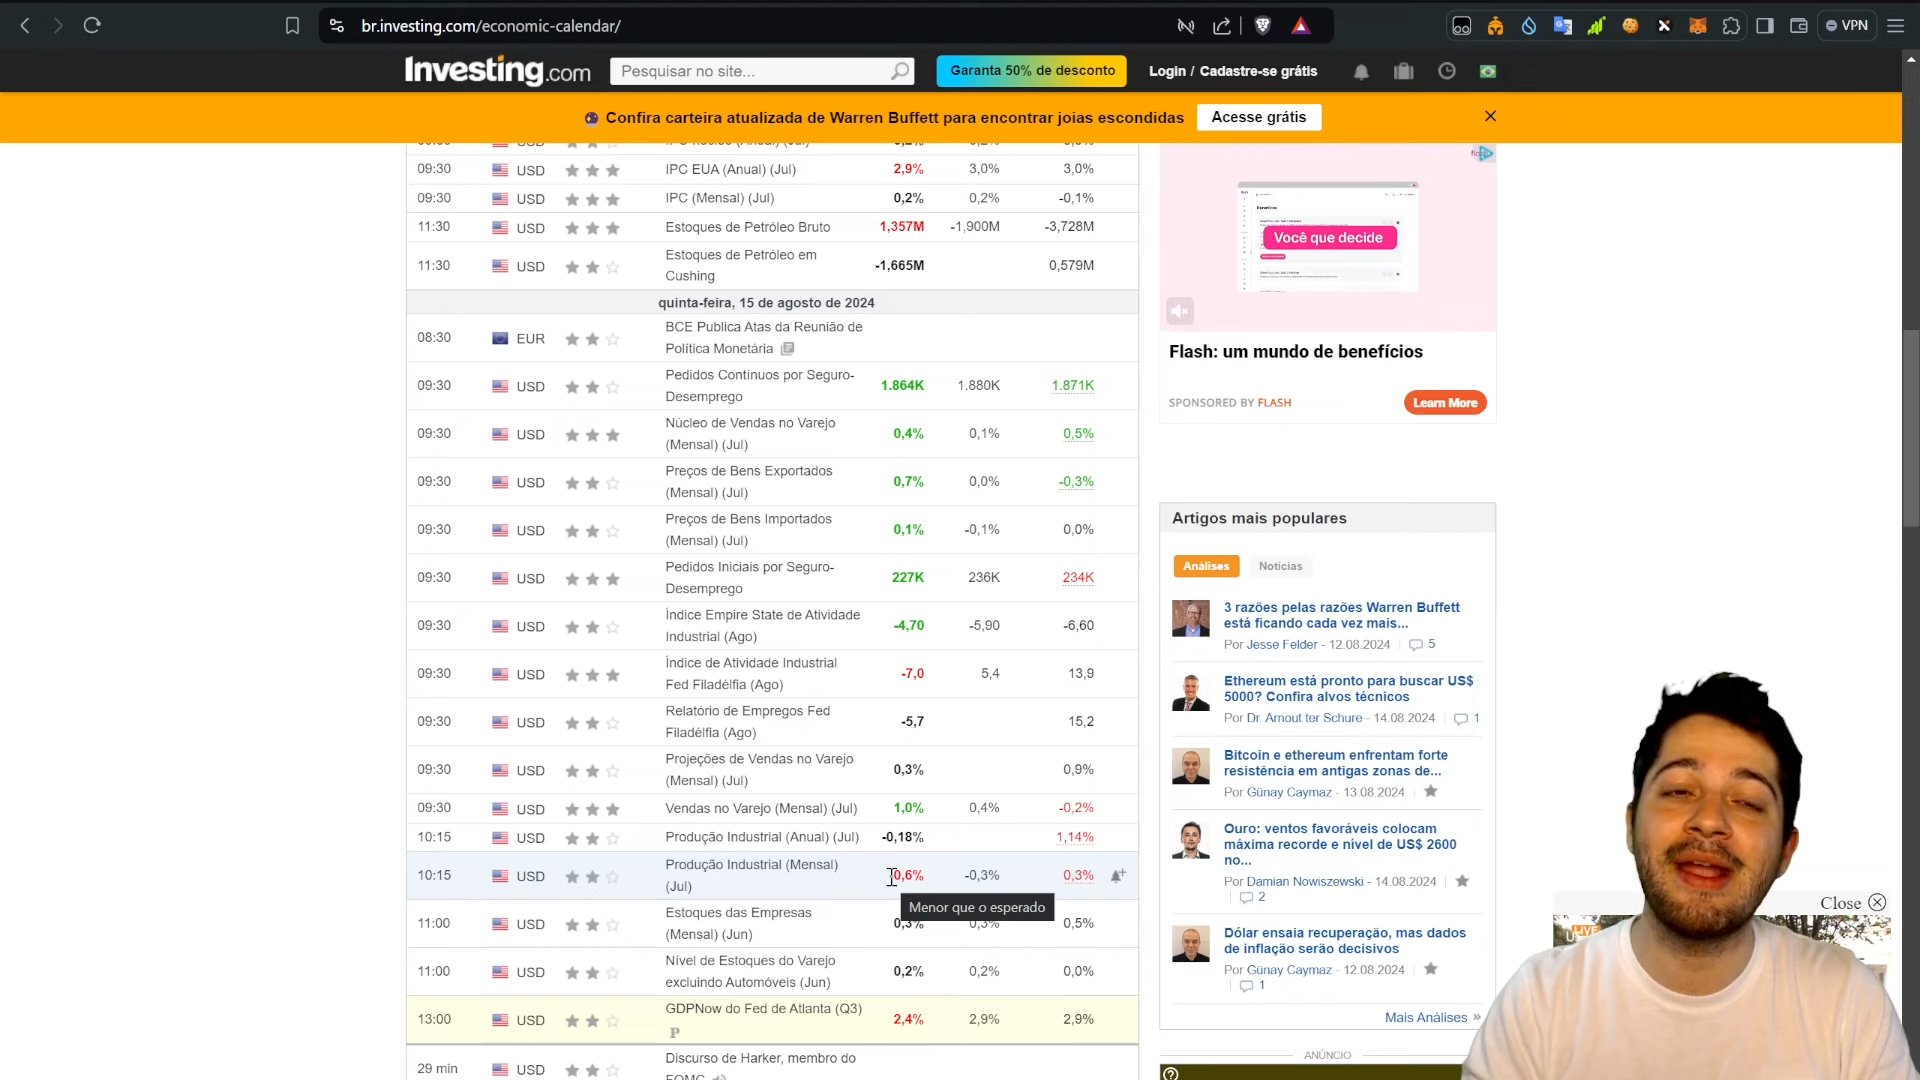 br.investing.com/economic-calendar/
VPN
Investing.com
Pesquisar no site...
Garanta 50% de desconto
Login / Cadastre-se grátis
Confira carteira atualizada de Warren Buffett para encontrar joias escondidas
Acesse grátis
09:30 USD IPC EUA (Anual) (Jul) 2,9% 3,0% 3,0%
09:30 USD IPC (Mensal) (Jul) 0,2% 0,2% -0,1%
11:30 USD Estoques de Petróleo Bruto 1,357M -1,900M -3,728M
Estoques de Petróleo em
11:30 USD -1,665M 0,579M
Cushing
quinta-feira, 15 de agosto de 2024
BCE Publica Atas da Reunião de
08:30 EUR
Política Monetária
Pedidos Contínuos por Seguro-
09:30 USD 1.864K 1.880K 1.871K
Desemprego
Núcleo de Vendas no Varejo
09:30 USD 0,4% 0,1% 0,5%
(Mensal) (Jul)
Preços de Bens Exportados
09:30 USD 0,7% 0,0% -0,3%
(Mensal) (Jul)
Preços de Bens Importados
09:30 USD 0,1% -0,1% 0,0%
(Mensal) (Jul)
Pedidos Iniciais por Seguro-
09:30 USD 227K 236K 234K
Desemprego
Índice Empire State de Atividade
09:30 USD -4,70 -5,90 -6,60
Industrial (Ago)
Índice de Atividade Industrial
09:30 USD -7,0 5,4 13,9
Fed Filadélfia (Ago)
Relatório de Empregos Fed
09:30 USD -5,7 15,2
Filadélfia (Ago)
Projeções de Vendas no Varejo
09:30 USD 0,3% 0,9%
(Mensal) (Jul)
09:30 USD Vendas no Varejo (Mensal) (Jul) 1,0% 0,4% -0,2%
10:15 USD Produção Industrial (Anual) (Jul) -0,18% 1,14%
Produção Industrial (Mensal)
10:15 USD 0,6% -0,3% 0,3%
(Jul)
Menor que o esperado
Estoques das Empresas
11:00 USD 0,3% 0,3% 0,5%
(Mensal) (Jun)
Nível de Estoques do Varejo
11:00 USD 0,2% 0,2% 0,0%
excluindo Automóveis (Jun)
GDPNow do Fed de Atlanta (Q3)
13:00 USD 2,4% 2,9% 2,9%
P
Discurso de Harker, membro do
29 min USD
FOMC
Você que decide
Flash: um mundo de benefícios
SPONSORED BY FLASH
Learn More
Artigos mais populares
Análises Notícias
3 razões pelas razões Warren Buffett
está ficando cada vez mais...
Por Jesse Felder - 12.08.2024 5
Ethereum está pronto para buscar US$
5000? Confira alvos técnicos
Por Dr. Arnout ter Schure - 14.08.2024 1
Bitcoin e ethereum enfrentam forte
resistência em antigas zonas de...
Por Günay Caymaz - 13.08.2024
Ouro: ventos favoráveis colocam
máxima recorde e nível de US$ 2600
no...
Por Damian Nowiszewski - 14.08.2024
2
Dólar ensaia recuperação, mas dados
de inflação serão decisivos
Por Günay Caymaz - 12.08.2024
1
Mais Análises »
ANÚNCIO
Close
LIVE